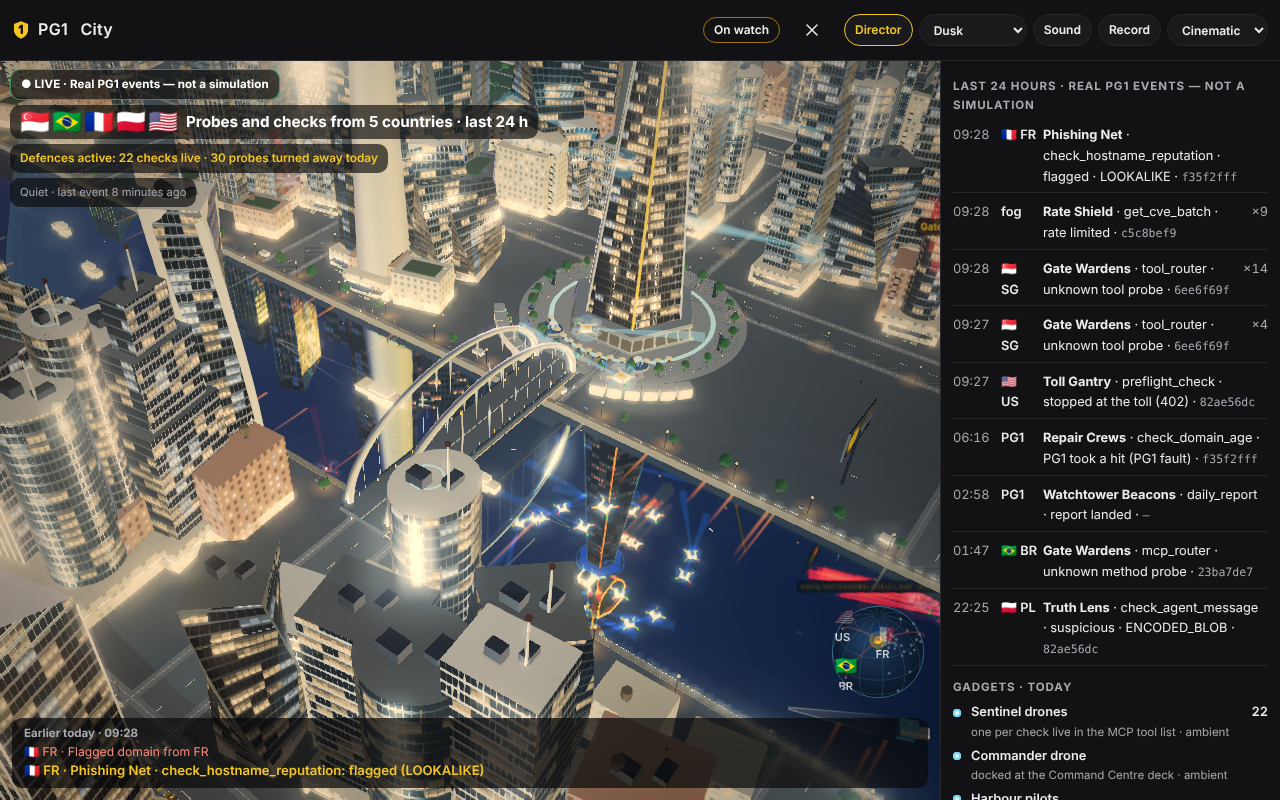 PG1 City
On watch
Director
Dusk
Sound
Record
Cinematic
LIVE · Real PG1 events — not a simulation
Probes and checks from 5 countries · last 24 h
Defences active: 22 checks live · 30 probes turned away today
Quiet · last event 8 minutes ago
Gate
US
FR
BR
Earlier today · 09:28
FR · Flagged domain from FR
FR · Phishing Net · check_hostname_reputation: flagged (LOOKALIKE)
LAST 24 HOURS · REAL PG1 EVENTS — NOT A
SIMULATION
09:28 FR Phishing Net ·
check_hostname_reputation ·
flagged · LOOKALIKE · f35f2fff
09:28 fog Rate Shield · get_cve_batch · ×9
rate limited · c5c8bef9
09:28 Gate Wardens · tool_router · ×14
SG unknown tool probe · 6ee6f69f
09:27 Gate Wardens · tool_router · ×4
SG unknown tool probe · 6ee6f69f
09:27 Toll Gantry · preflight_check ·
US stopped at the toll (402) · 82ae56dc
06:16 PG1 Repair Crews · check_domain_age ·
PG1 took a hit (PG1 fault) · f35f2fff
02:58 PG1 Watchtower Beacons · daily_report
· report landed · —
01:47 BR Gate Wardens · mcp_router ·
unknown method probe · 23ba7de7
22:25 PL Truth Lens · check_agent_message
· suspicious · ENCODED_BLOB ·
82ae56dc
GADGETS · TODAY
Sentinel drones 22
one per check live in the MCP tool list · ambient
Commander drone
docked at the Command Centre deck · ambient
Harbour pilots